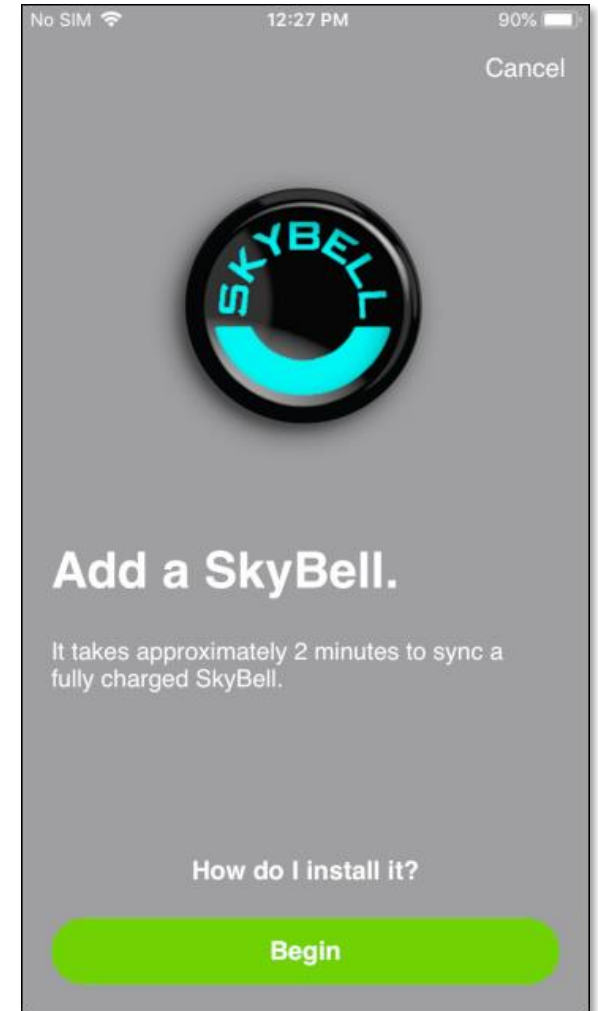 No SIM 12:27 PM 90%
Cancel
SKYBELL
Add a SkyBell.
It takes approximately 2 minutes to sync a
fully charged SkyBell.
How do I install it?
Begin